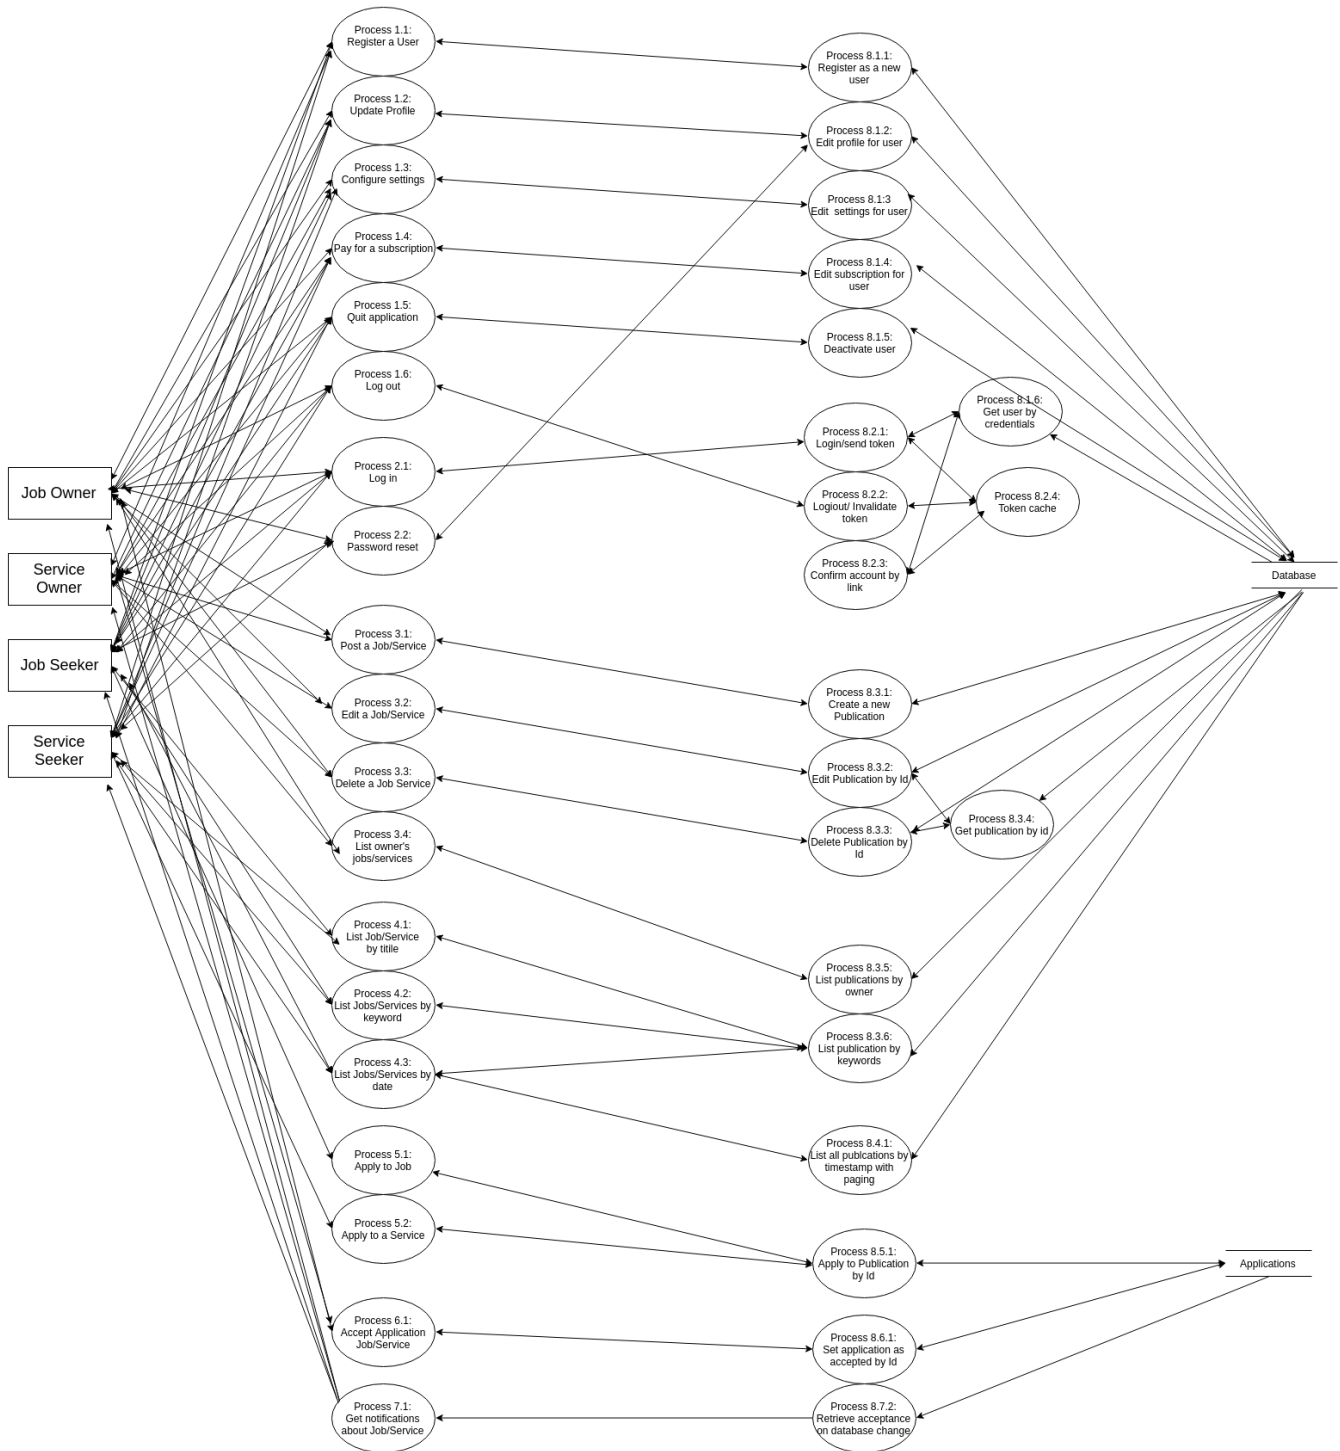 Process 1.1:
Register a User
Process 1.2:
Update Profile
Process 1.3:
Configure settings
Process 1.4:
Pay for a subscription
Process 1.5:
Quit application
Process 1.6:
Log out
Process 2.1:
Log in
Process 2.2:
Password reset
Process 3.1:
Post a Job/Service
Process 3.2:
Edit a Job/Service
Process 3.3:
Delete a Job Service
Process 3.4:
List owner's
jobs/services
Process 4.1:
List Job/Service
by titile
Process 4.2:
List Jobs/Services by
keyword
Process 4.3:
List Jobs/Services by
date
Process 5.1:
Apply to Job
Process 5.2:
Apply to a Service
Process 6.1:
Accept Application
Job/Service
Process 7.1:
Get notifications
about Job/Service
Job Owner
Service
Owner
Job Seeker
Service
Seeker
Process 8.1.1:
Register as a new
user
Process 8.1.2:
Edit profile for user
Process 8.1:3
Edit  settings for user
Process 8.1.4:
Edit subscription for
user
Process 8.1.5:
Deactivate user
Process 8.1.6:
Get user by
credentials
Process 8.2.1:
Login/send token
Process 8.2.2:
Logout/ Invalidate
token
Process 8.2.4:
Token cache
Process 8.2.3:
Confirm account by
link
Database
Process 8.3.1:
Create a new
Publication
Process 8.3.2:
Edit Publication by Id
Process 8.3.3:
Delete Publication by
Id
Process 8.3.4:
Get publication by id
Process 8.3.5:
List publications by
owner
Process 8.3.6:
List publication by
keywords
Process 8.4.1:
List all publcations by
timestamp with
paging
Process 8.5.1:
Apply to Publication
by Id
Applications
Process 8.6.1:
Set application as
accepted by Id
Process 8.7.2:
Retrieve acceptance
on database change